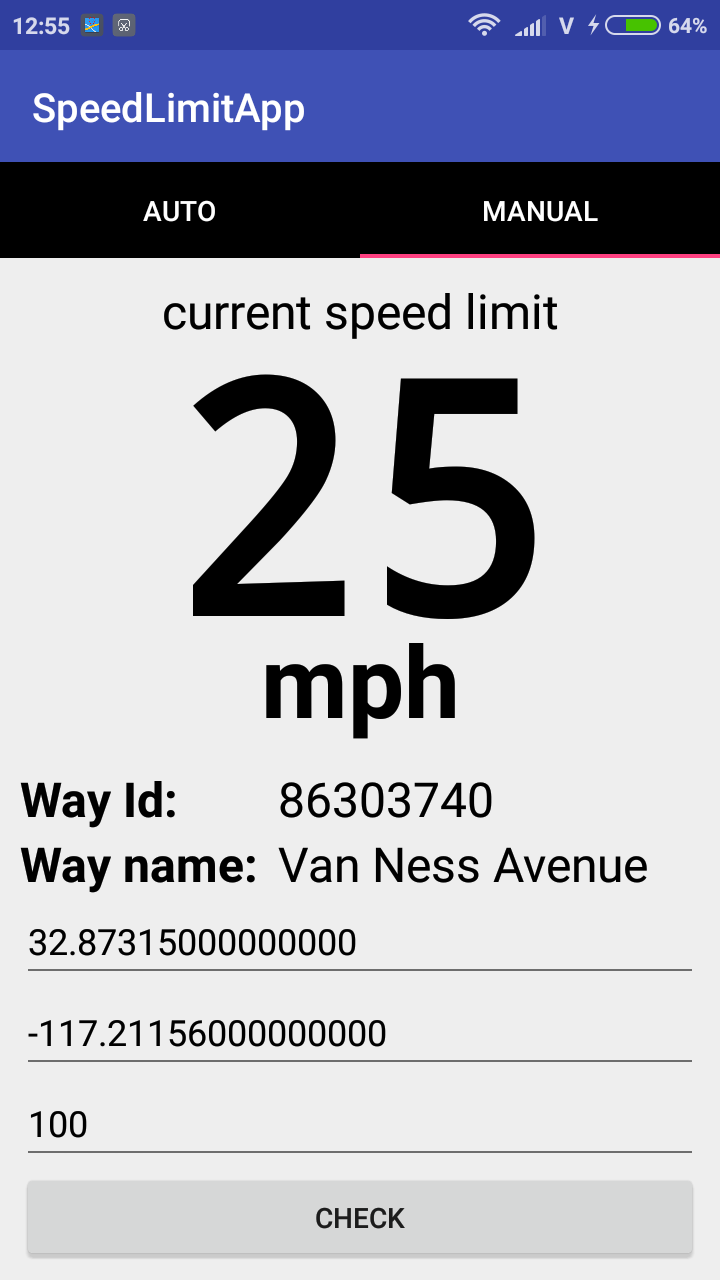 12:55 V 64%
SpeedLimitApp
AUTO MANUAL
current speed limit
25
mph
Way Id: 86303740
Way name: Van Ness Avenue
32.87315000000000
-117.21156000000000
100
CHECK